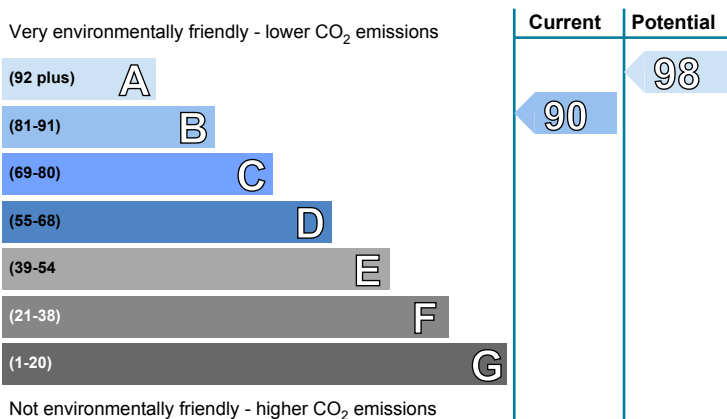 Very environmentally friendly - lower CO2 emissions
Current
Potential
(92 plus) A
98
(81-91) B
90
(69-80) C
(55-68) D
(39-54 E
(21-38) F
(1-20) G
Not environmentally friendly - higher CO2 emissions